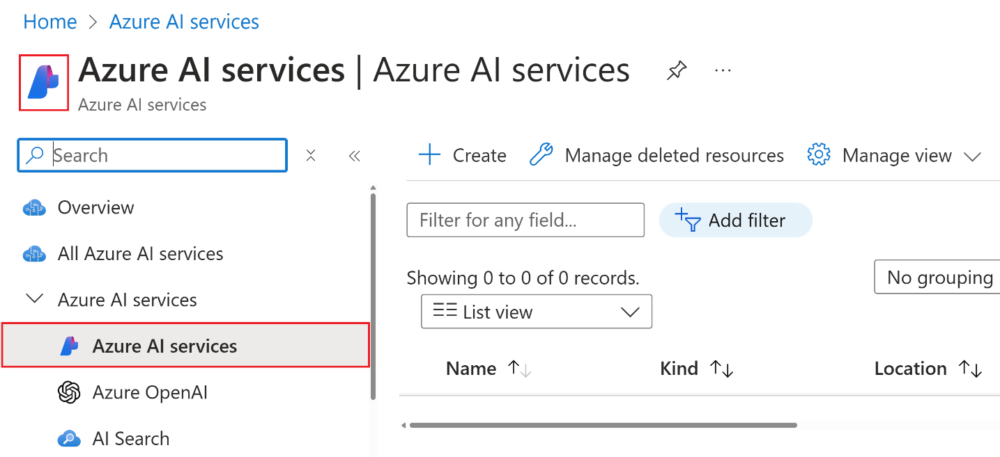 Home > Azure AI services
Azure AI services | Azure AI services
Azure AI services
Search
Create
Manage deleted resources
Manage view
Overview
All Azure AI services
Azure AI services
Azure AI services
Azure OpenAI
AI Search
Filter for any field...
Add filter
Showing 0 to 0 of 0 records.
No grouping
List view
Name
Kind
Location